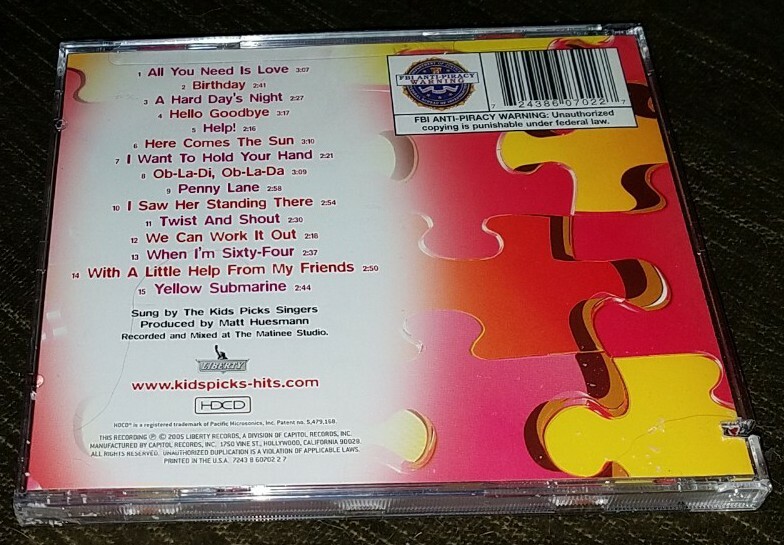 1 All You Need Is Love 3:07
2 Birthday 2:41
3 A Hard Day's Night 2:27
4 Hello Goodbye 3:17
5 Help! 2:16
6 Here Comes The Sun 3:10
7 I Want To Hold Your Hand 2:21
8 Ob-La-Di, Ob-La-Da 3:09
9 Penny Lane 2:58
10 I Saw Her Standing There 2:54
11 Twist And Shout 2:30
12 We Can Work It Out 2:18
13 When I'm Sixty-Four 2:37
14 With A Little Help From My Friends 2:50
15 Yellow Submarine 2:44
Sung by The Kids Picks Singers
Produced by Matt Huesmann
Recorded and Mixed at The Matinee Studio.
LIBERTY
www.kidspicks-hits.com
HDCD
HDCD® is a registered trademark of Pacific Microsonics, Inc. Patent no. 5,479,168.
THIS RECORDING ℗ © 2005 LIBERTY RECORDS, A DIVISION OF CAPITOL RECORDS, INC.
MANUFACTURED BY CAPITOL RECORDS, INC. 1750 VINE ST., HOLLYWOOD, CALIFORNIA 90028.
ALL RIGHTS RESERVED. UNAUTHORIZED DUPLICATION IS A VIOLATION OF APPLICABLE LAWS.
PRINTED IN THE U.S.A. 7243 8 60702 2 7
FBI ANTI-PIRACY
WARNING
7 24386 07022 7
FBI ANTI-PIRACY WARNING: Unauthorized
copying is punishable under federal law.